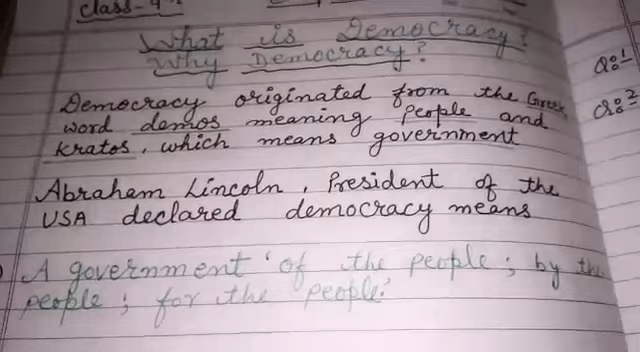 Class-9
What is Democracy?
Why Democracy?
Q:1
Democracy originated from the Greek
Q:2
word demos meaning people and
kratos, which means government
Abraham Lincoln, President of the
USA declared democracy means
A government 'of the people; by the
people; for the people.'